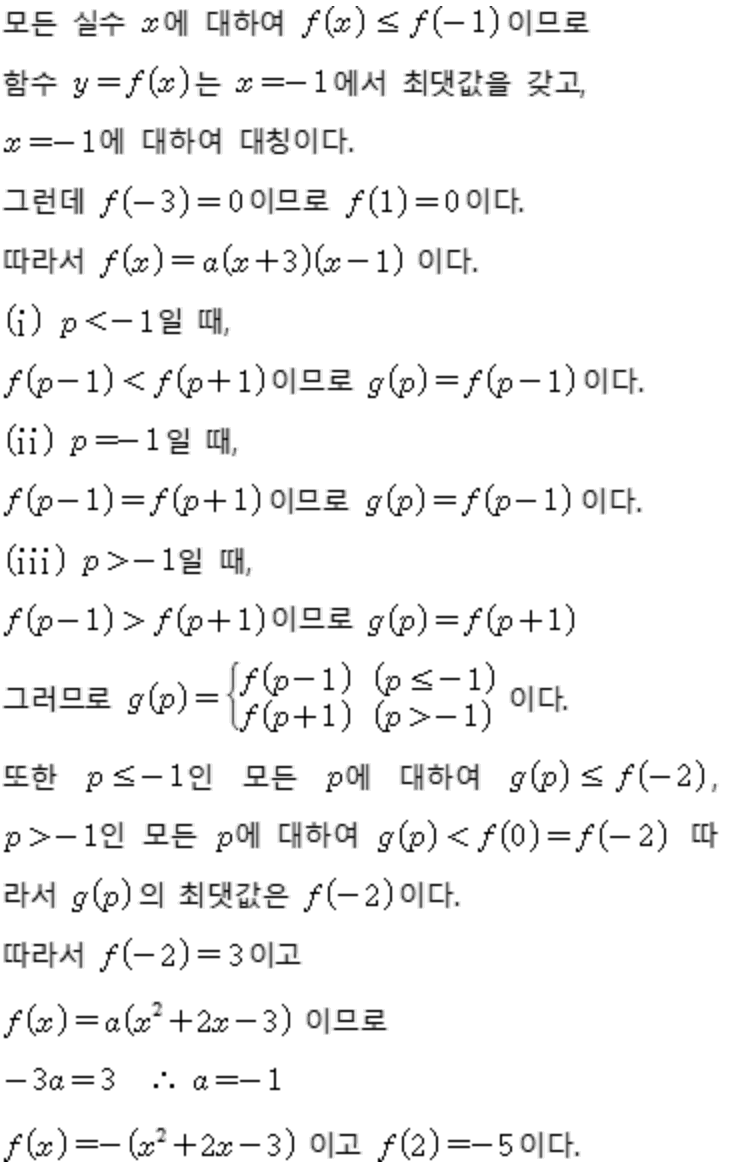 모든 실수 x에 대하여 f(x) ≤ f(−1)이므로
함수 y=f(x)는 x=−1에서 최댓값을 갖고,
x=−1에 대하여 대칭이다.
그런데 f(−3)=0이므로 f(1)=0이다.
따라서 f(x)=a(x+3)(x−1) 이다.
(i) p<−1일 때,
f(p−1)<f(p+1)이므로 g(p)=f(p−1)이다.
(ii) p=−1일 때,
f(p−1)=f(p+1)이므로 g(p)=f(p−1)이다.
(iii) p>−1일 때,
f(p−1)>f(p+1)이므로 g(p)=f(p+1)
그러므로 g(p)={f(p−1) (p≤−1)
f(p+1) (p>−1) 이다.
또한 p≤−1인 모든 p에 대하여 g(p)≤f(−2),
p>−1인 모든 p에 대하여 g(p)<f(0)=f(−2) 따
라서 g(p)의 최댓값은 f(−2)이다.
따라서 f(−2)=3이고
f(x)=a(x²+2x−3) 이므로
−3a=3 ∴ a=−1
f(x)=−(x²+2x−3) 이고 f(2)=−5이다.